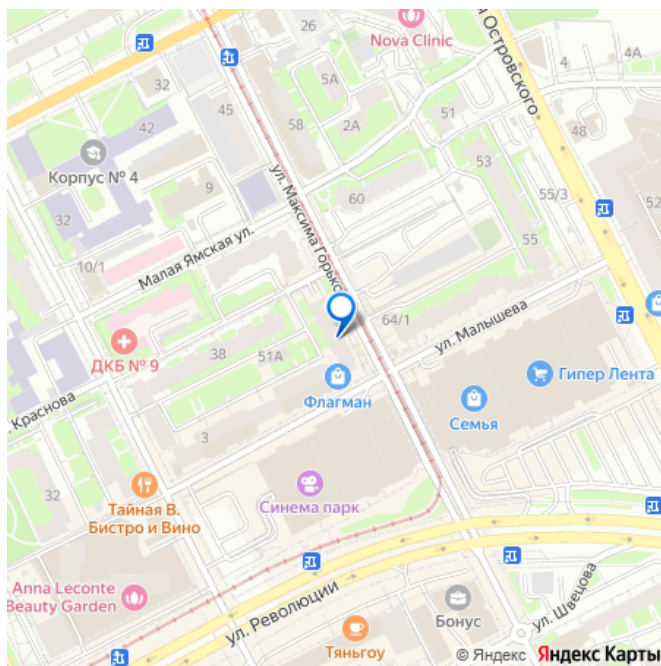 26
Nova Clinic
я Островского
4
4А
32
5А
42
45
58
2А
51
48
Корпус № 4
ул. Максима Горького
53
9
60
55/3
52
32
Малая Ямская ул.
55
10/1
64/1
ул. Малышева
ДКБ № 9
38
51А
Гипер Лента
Флагман
Краснова
Семья
3
32
Тайная В.
Бистро и Вино
Синема парк
Anna Leconte
Beauty Garden
ул. Революции
Бонус
ул. Швецова
Тяньгоу
© Яндекс Яндекс Карты